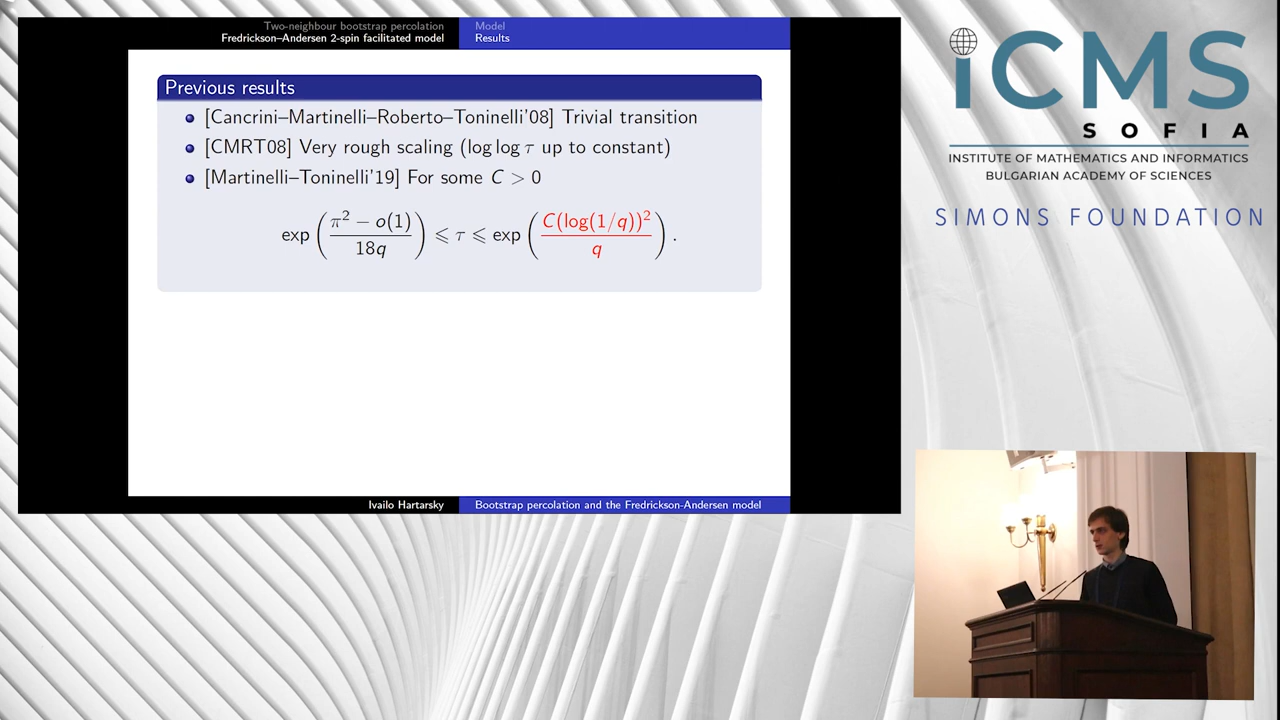 Two-neighbour bootstrap percolation
Fredrickson–Andersen 2-spin facilitated model
Model
Results
Previous results
[Cancrini–Martinelli–Roberto–Toninelli'08] Trivial transition
[CMRT08] Very rough scaling (log log τ up to constant)
[Martinelli–Toninelli'19] For some C > 0
exp ( (π² − o(1)) / (18q) ) ⩽ τ ⩽ exp ( (C(log(1/q))²) / q ) .
Ivailo Hartarsky
Bootstrap percolation and the Fredrickson-Andersen model
iCMS
SOFIA
INSTITUTE OF MATHEMATICS AND INFORMATICS
BULGARIAN ACADEMY OF SCIENCES
SIMONS FOUNDATION